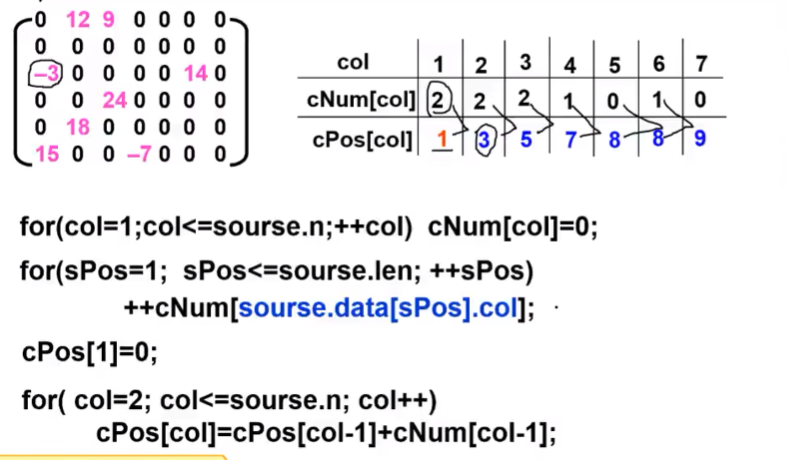 0 12 9 0 0 0 0
0 0 0 0 0 0 0
-3 0 0 0 0 14 0
0 0 24 0 0 0 0
0 18 0 0 0 0 0
15 0 0 -7 0 0 0
col 1 2 3 4 5 6 7
cNum[col] 2 2 2 1 0 1 0
cPos[col] 1 3 5 7 8 8 9
for(col=1;col<=sourse.n;++col) cNum[col]=0;
for(sPos=1; sPos<=sourse.len; ++sPos)
++cNum[sourse.data[sPos].col];
cPos[1]=0;
for( col=2; col<=sourse.n; col++)
cPos[col]=cPos[col-1]+cNum[col-1];